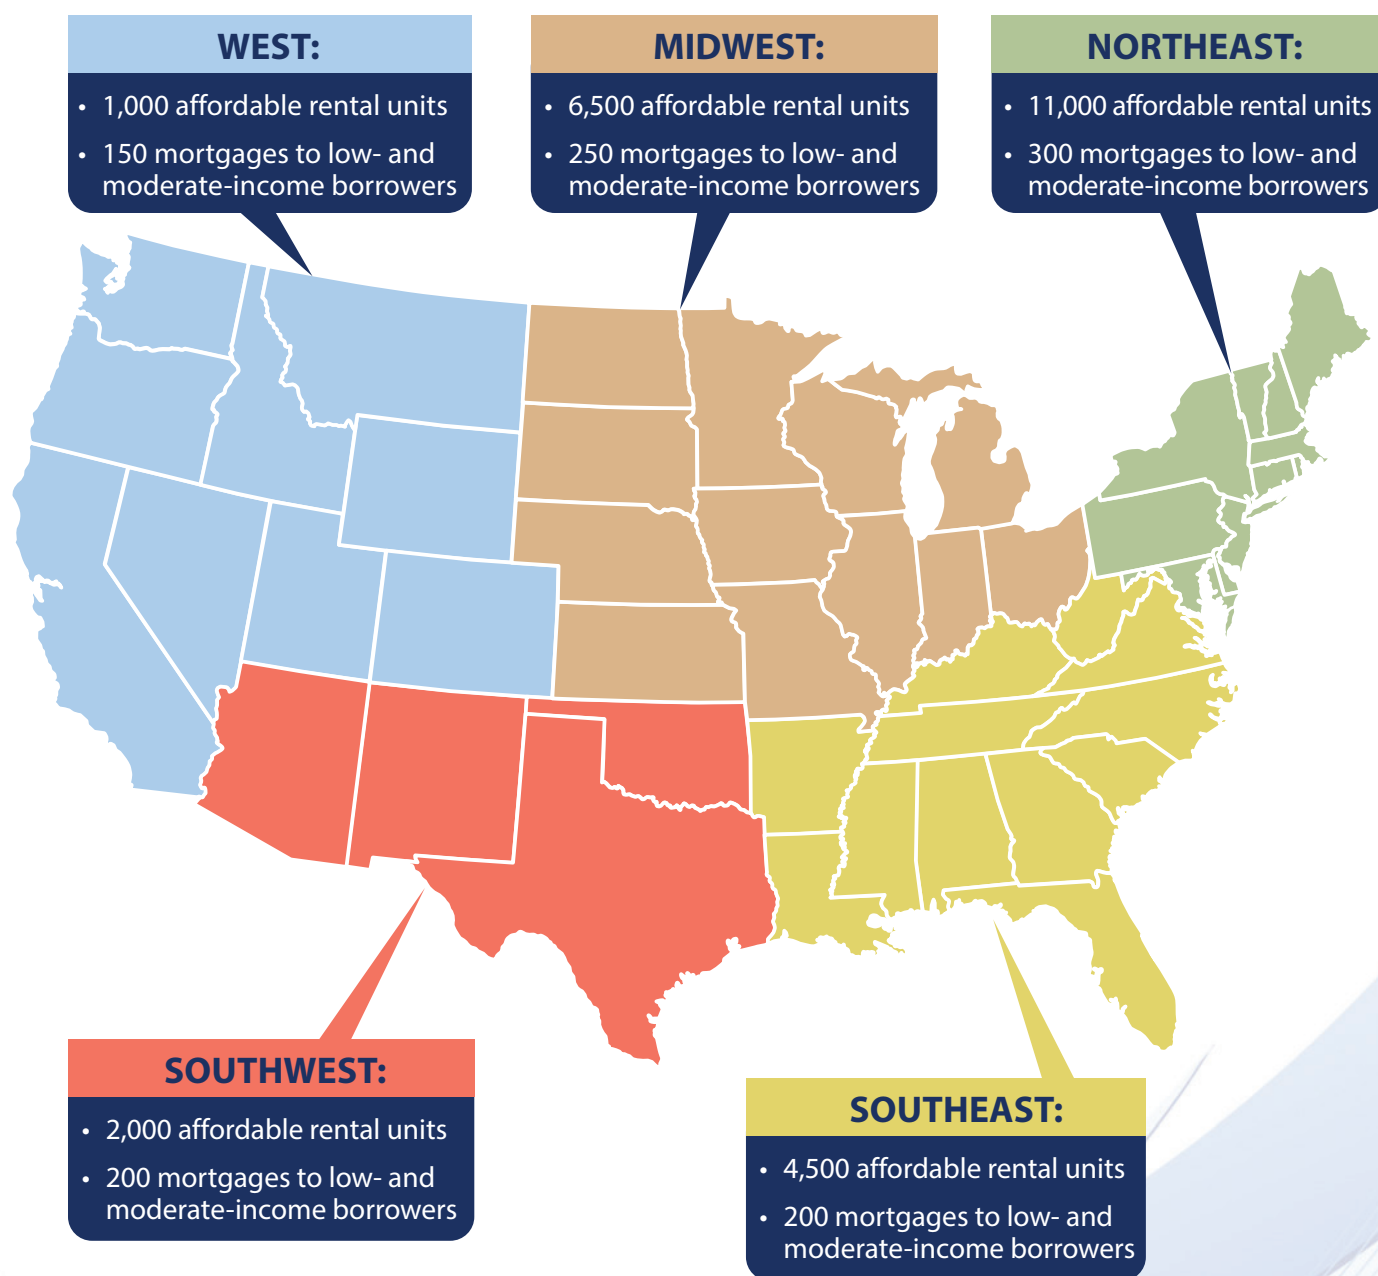 WEST:
• 1,000 affordable rental units
• 150 mortgages to low- and
moderate-income borrowers
MIDWEST:
• 6,500 affordable rental units
• 250 mortgages to low- and
moderate-income borrowers
NORTHEAST:
• 11,000 affordable rental units
• 300 mortgages to low- and
moderate-income borrowers
SOUTHWEST:
• 2,000 affordable rental units
• 200 mortgages to low- and
moderate-income borrowers
SOUTHEAST:
• 4,500 affordable rental units
• 200 mortgages to low- and
moderate-income borrowers